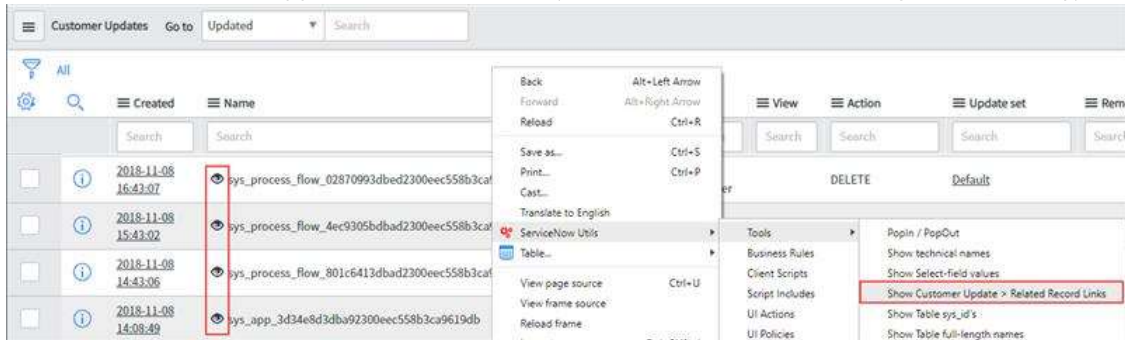 Customer Updates Go to Updated Search
All
Created Name View Action Update set Rem
Search Search Search Search Search Search
2018-11-08
16:43:07
sys_process_flow_02870993dbed2300eec558b3ca9
er DELETE Default
2018-11-08
15:43:02
sys_process_flow_4ec9305bdbad2300eec558b3ca9
2018-11-08
14:43:06
sys_process_flow_801c6413dbad2300eec558b3ca9
2018-11-08
14:08:49
sys_app_3d34e8d3dba92300eec558b3ca9619db
Back Alt+Left Arrow
Forward Alt+Right Arrow
Reload Ctrl+R
Save as... Ctrl+S
Print... Ctrl+P
Cast...
Translate to English
ServiceNow Utils
Table...
View page source Ctrl+U
View frame source
Reload frame
Tools
Business Rules
Client Scripts
Script Includes
UI Actions
UI Policies
PopIn / PopOut
Show technical names
Show Select-field values
Show Customer Update > Related Record Links
Show Table sys_id's
Show Table full-length names